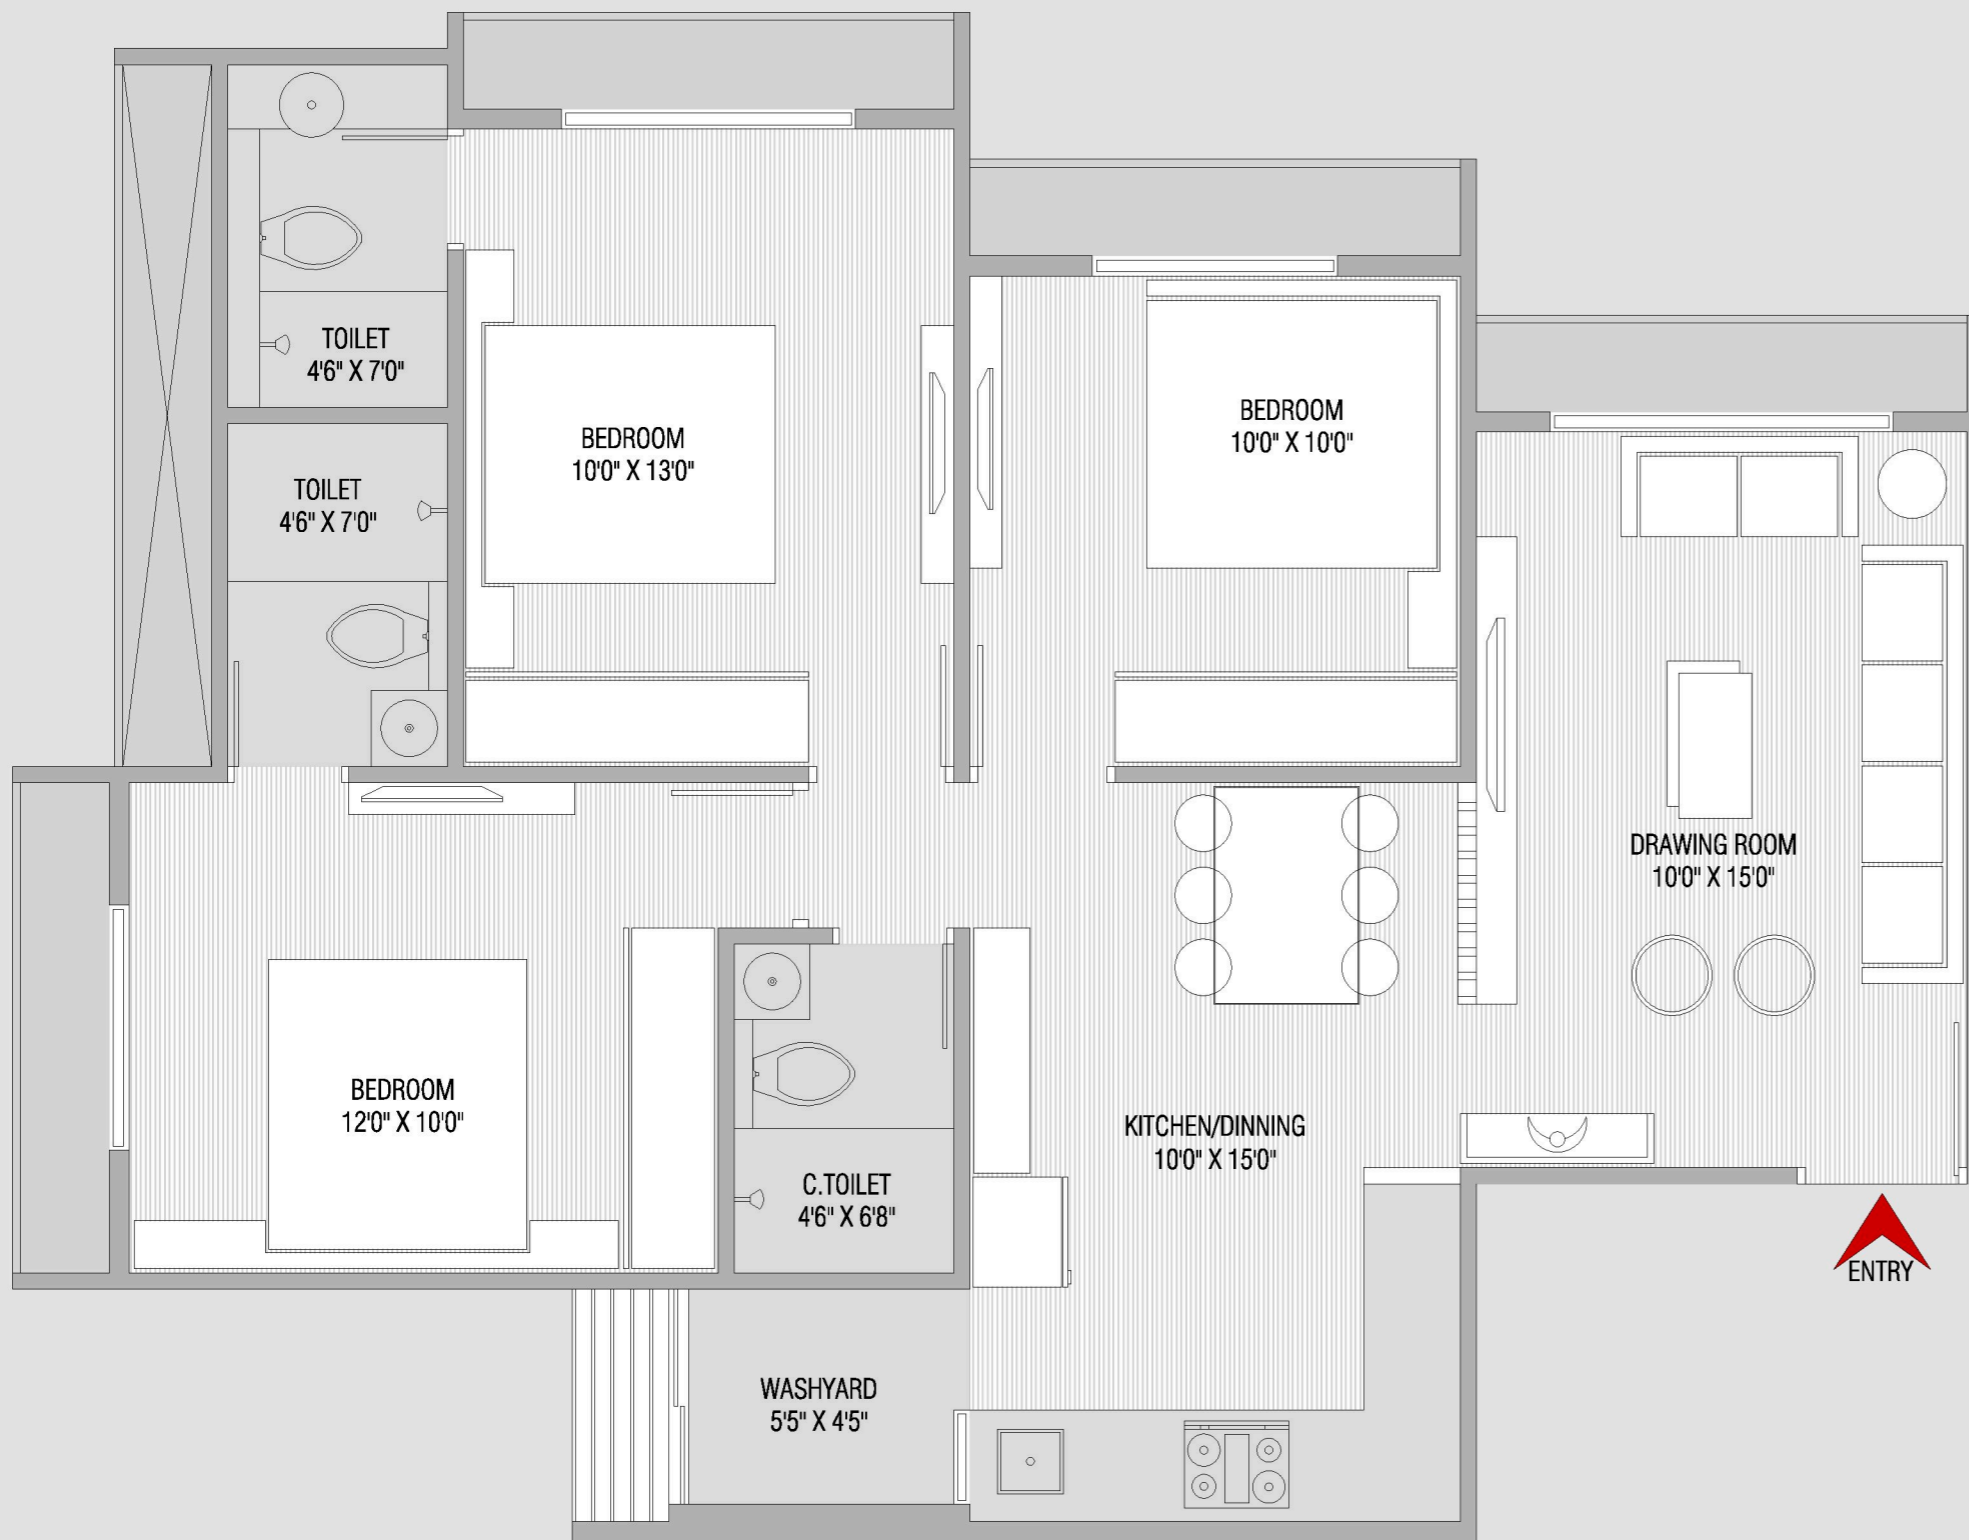 TOILET
4'6" X 7'0"
TOILET
4'6" X 7'0"
BEDROOM
10'0" X 13'0"
BEDROOM
10'0" X 10'0"
DRAWING ROOM
10'0" X 15'0"
BEDROOM
12'0" X 10'0"
C.TOILET
4'6" X 6'8"
KITCHEN/DINNING
10'0" X 15'0"
ENTRY
WASHYARD
5'5" X 4'5"